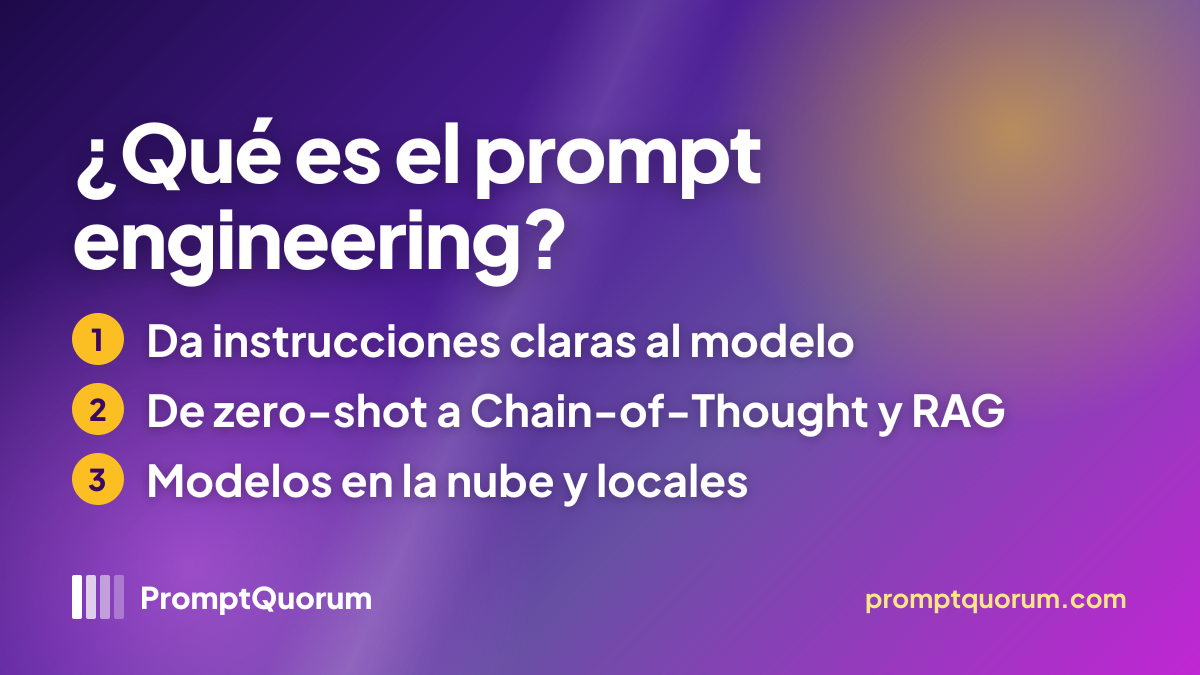 ¿Qué es el prompt
engineering?
1 Da instrucciones claras al modelo
2 De zero-shot a Chain-of-Thought y RAG
3 Modelos en la nube y locales
PromptQuorum
promptquorum.com